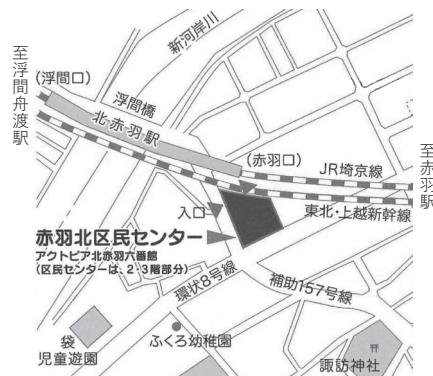 新河岸川
至浮間舟渡駅
（浮間口）
浮間橋
北赤羽駅
（赤羽口）
JR埼京線
至赤羽駅
入口
東北・上越新幹線
赤羽北区民センター
アクトピア北赤羽六番館
（区民センターは、2・3階部分）
環状8号線
補助157号線
袋
児童遊園
ふくろ幼稚園
諏訪神社